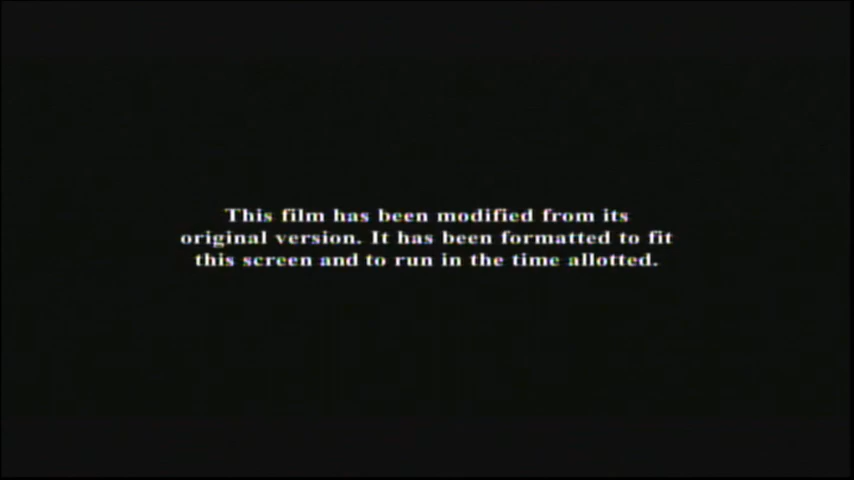 This film has been modified from its
original version. It has been formatted to fit
this screen and to run in the time allotted.